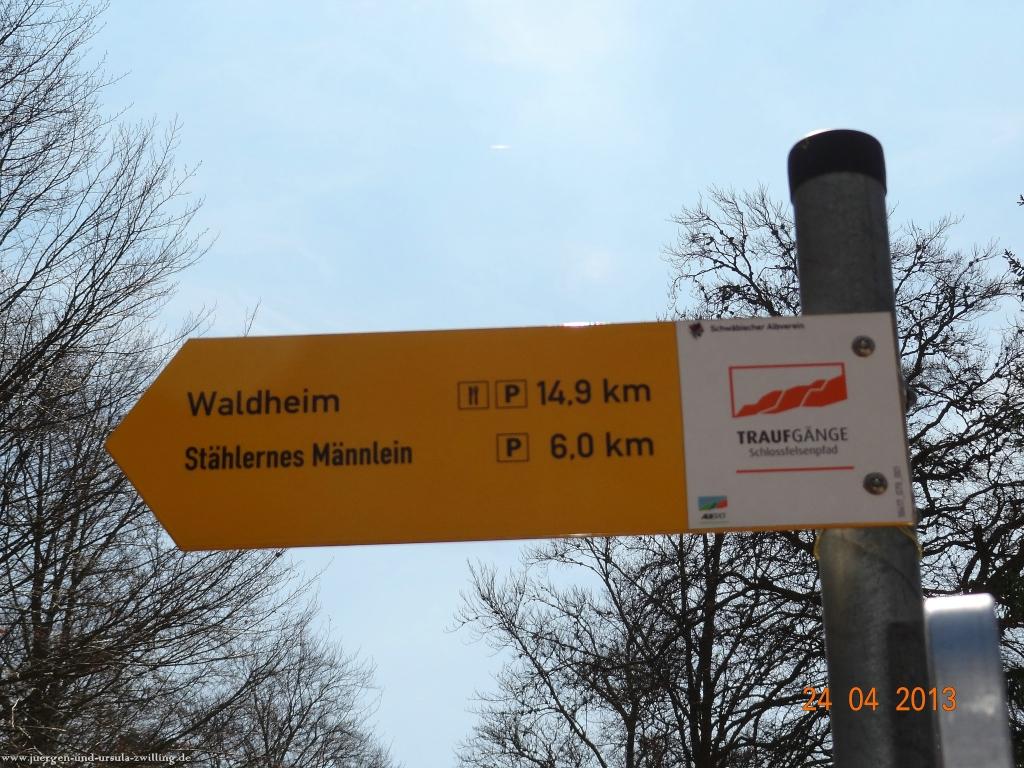 Schwäbischer Albverein
Waldheim P 14,9 km
Stählernes Männlein P 6,0 km
TRAUFGÄNGE
Schlossfelsenpfad
24 04 2013
www.juergen-und-ursula-zwilling.de